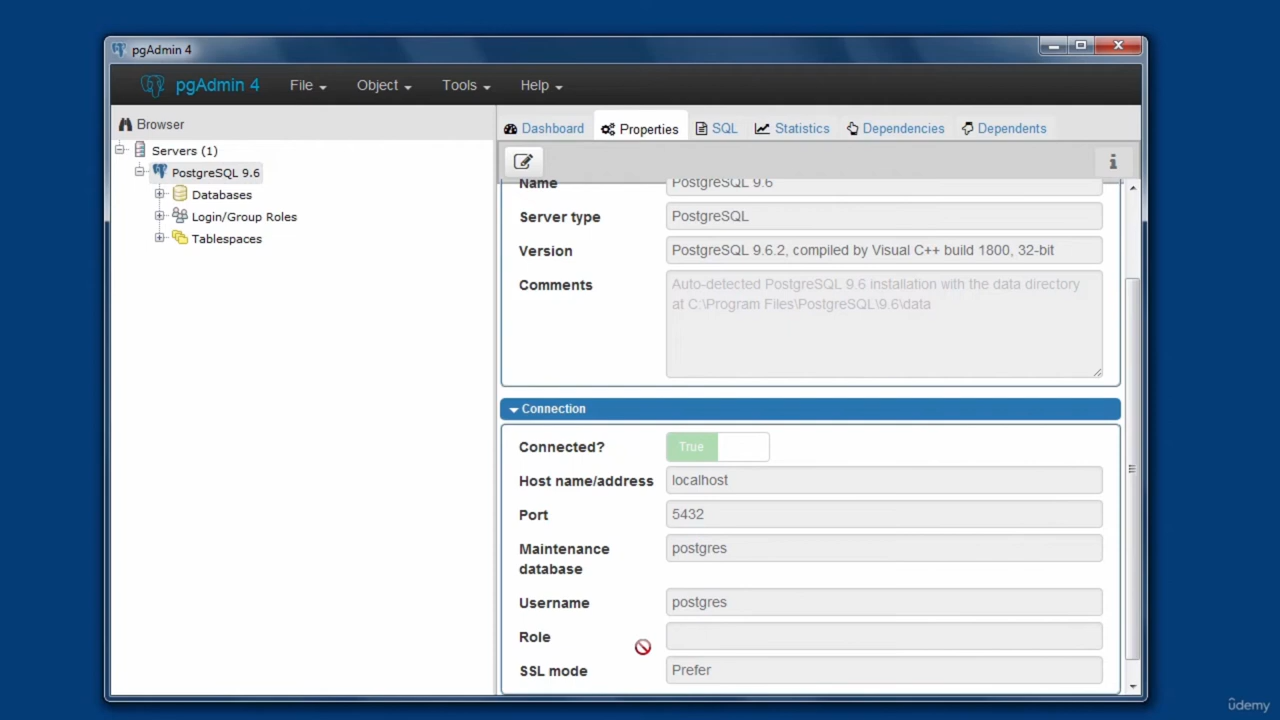 pgAdmin 4
pgAdmin 4 File Object Tools Help
Browser
Dashboard Properties SQL Statistics Dependencies Dependents
Servers (1)
PostgreSQL 9.6
Databases
Login/Group Roles
Tablespaces
Name PostgreSQL 9.6
Server type PostgreSQL
Version PostgreSQL 9.6.2, compiled by Visual C++ build 1800, 32-bit
Comments Auto-detected PostgreSQL 9.6 installation with the data directory
at C:\Program Files\PostgreSQL\9.6\data
Connection
Connected? True
Host name/address localhost
Port 5432
Maintenance postgres
database
Username postgres
Role
SSL mode Prefer
ûdemy